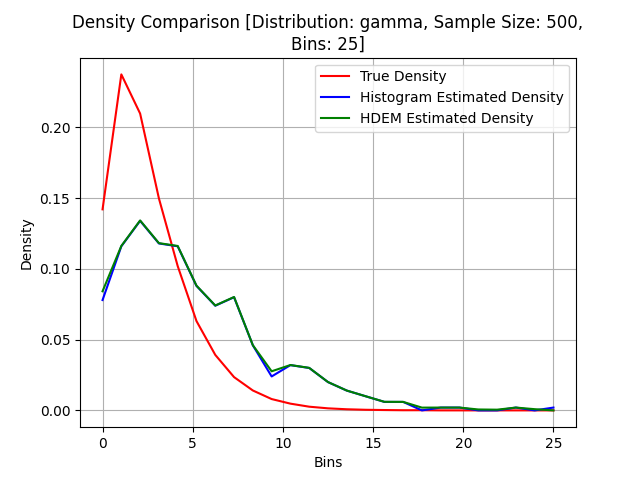 Density Comparison [Distribution: gamma, Sample Size: 500,
Bins: 25]
True Density
Histogram Estimated Density
HDEM Estimated Density
Density
0.20
0.15
0.10
0.05
0.00
0 5 10 15 20 25
Bins